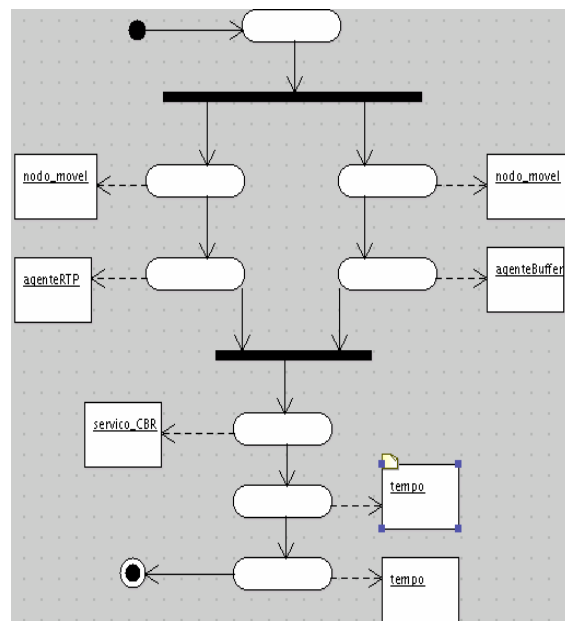 nodo_movel
nodo_movel
agenteRTP
agenteBuffer
servico_CBR
tempo
tempo